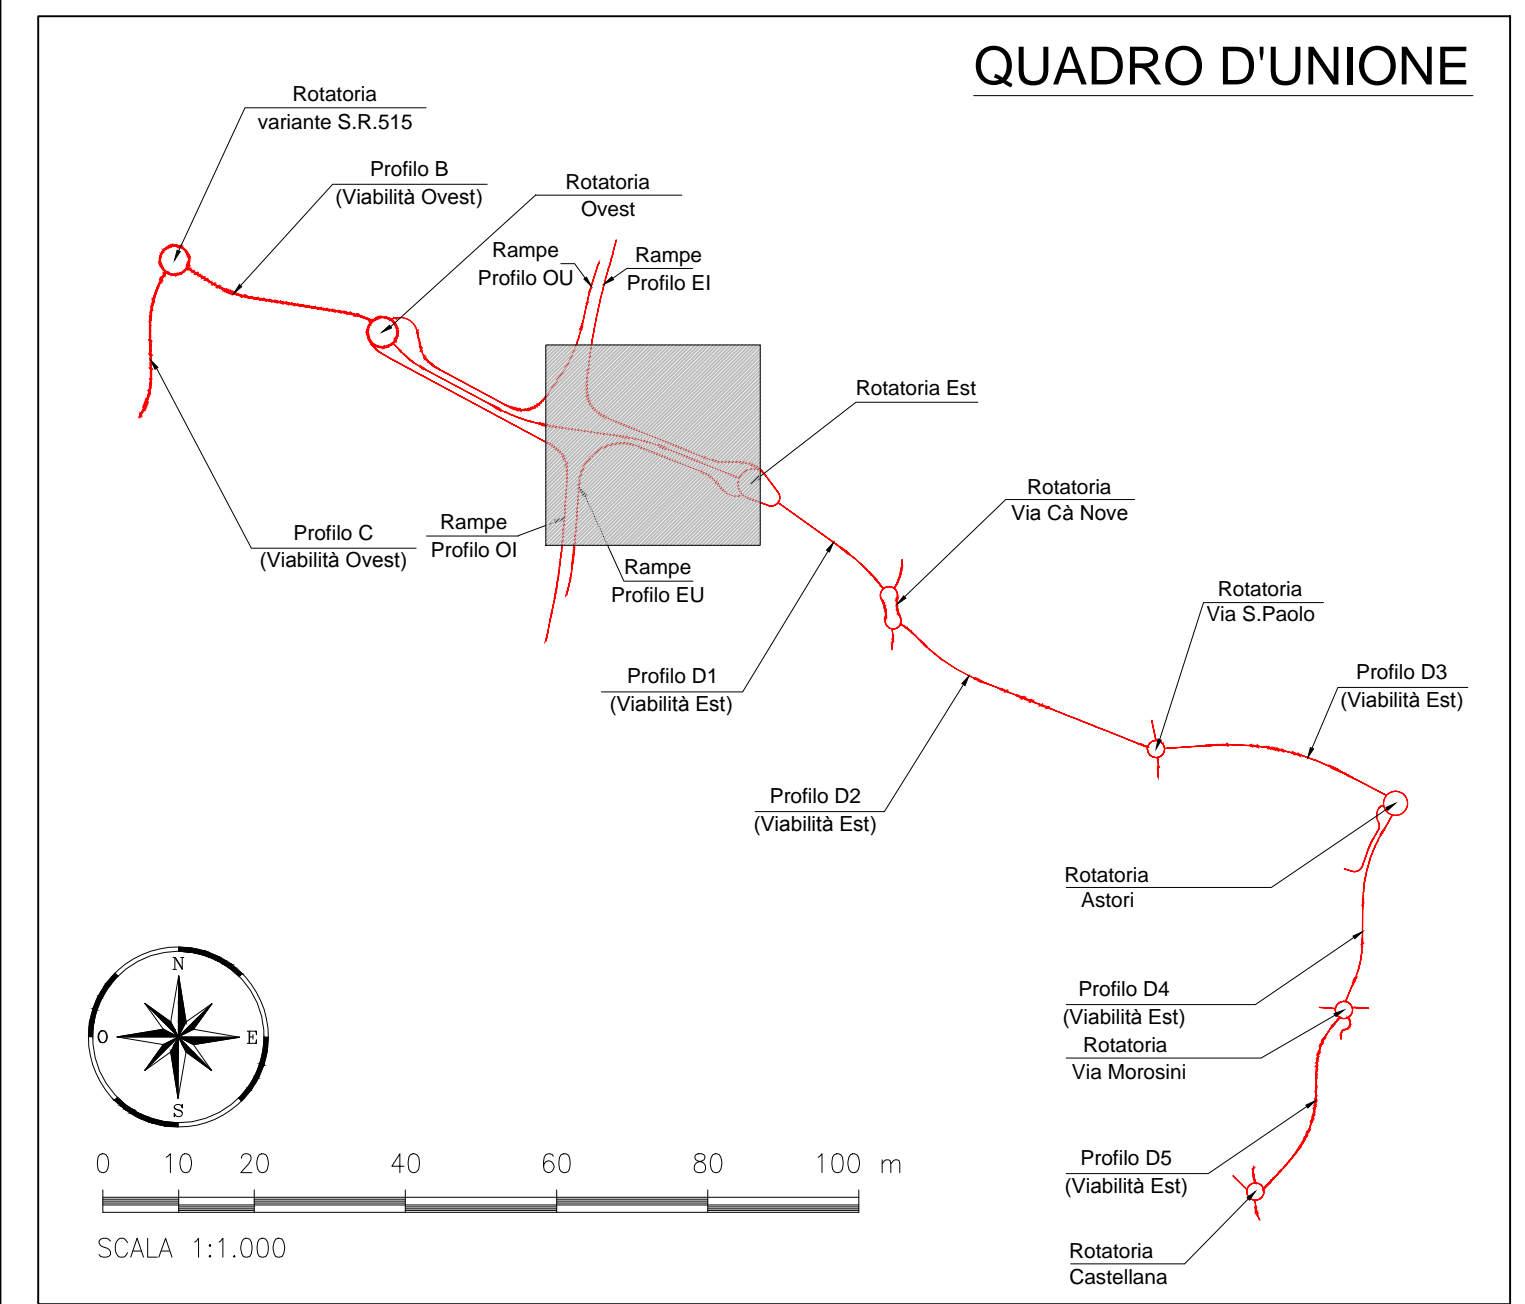 QUADRO D'UNIONE
Rotatoria
variante S.R.515
Profilo B
(Viabilità Ovest)
Rotatoria
Ovest
Rampe
Profilo OU
Rampe
Profilo EI
Rotatoria Est
Rotatoria
Via Cà Nove
Profilo C
(Viabilità Ovest)
Rampe
Profilo OI
Rampe
Profilo EU
Rotatoria
Via S.Paolo
Profilo D1
(Viabilità Est)
Profilo D3
(Viabilità Est)
Profilo D2
(Viabilità Est)
Rotatoria
Astori
Profilo D4
(Viabilità Est)
Rotatoria
Via Morosini
Profilo D5
(Viabilità Est)
Rotatoria
Castellana
N
O
E
S
0 10 20 40 60 80 100 m
SCALA 1:1.000